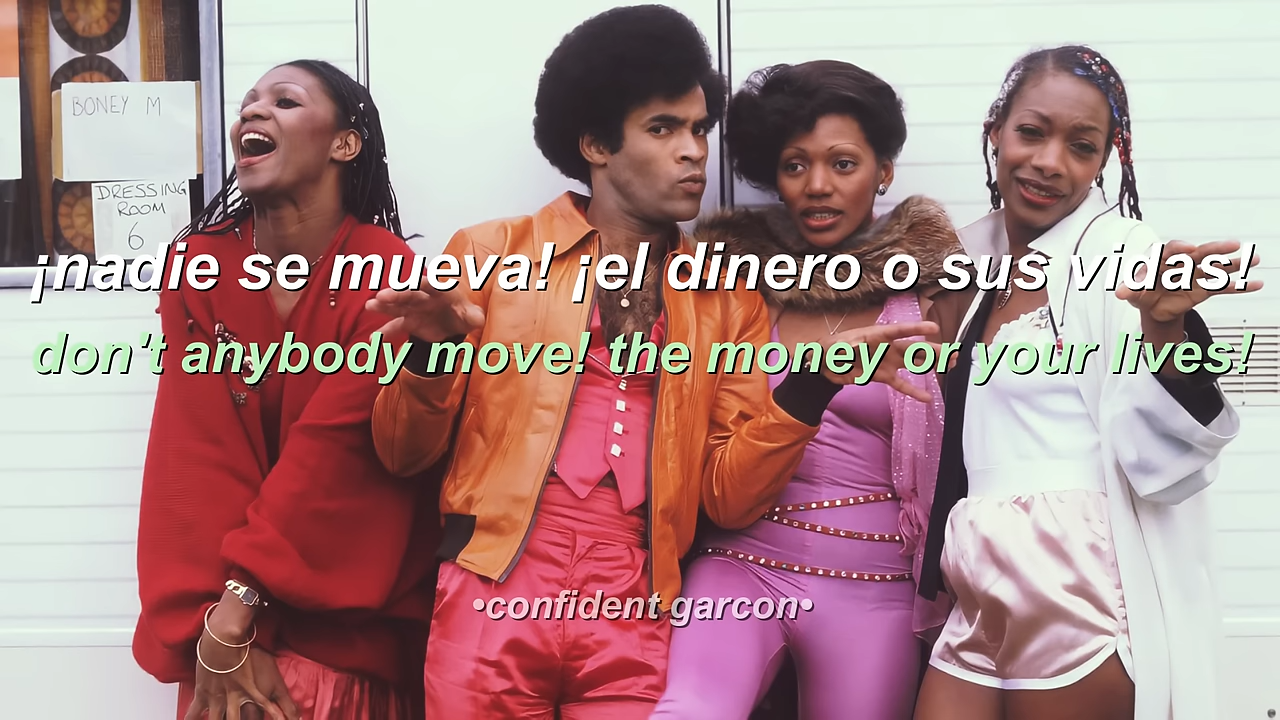 BONEY M
DRESSING
ROOM
6
¡nadie se mueva! ¡el dinero o sus vidas!
don't anybody move! the money or your lives!
•confident garcon•